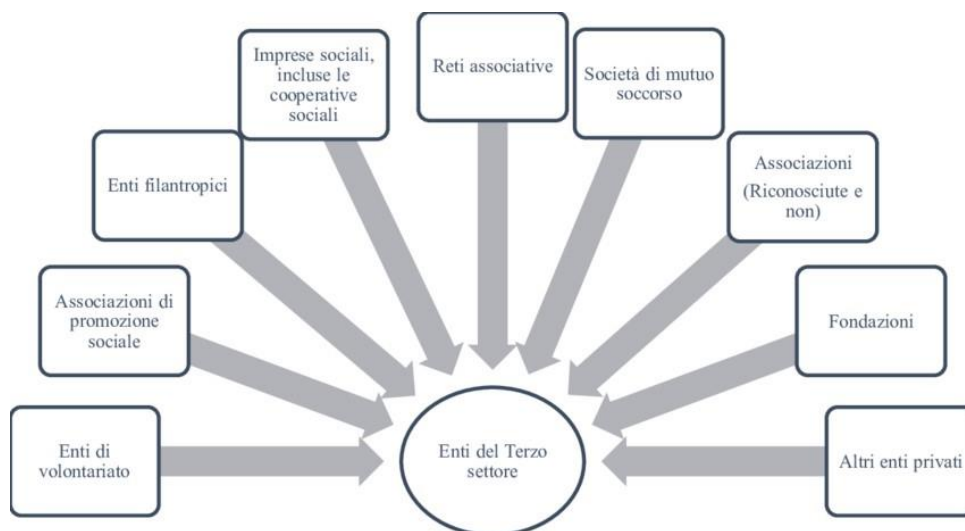 Imprese sociali,
incluse le
cooperative
sociali
Reti associative
Società di mutuo
soccorso
Enti filantropici
Associazioni
(Riconosciute e
non)
Associazioni di
promozione
sociale
Fondazioni
Enti di
volontariato
Enti del Terzo
settore
Altri enti privati